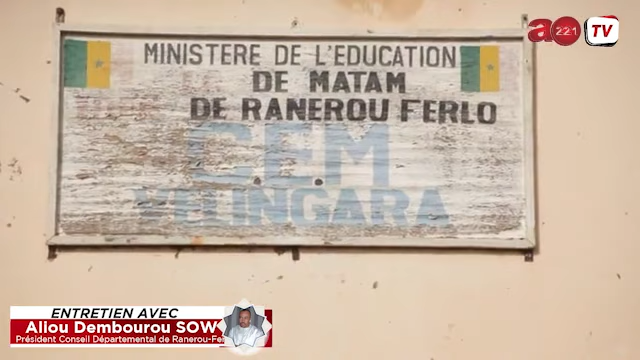 a221 TV
MINISTERE DE L'EDUCATION
DE MATAM
DE RANEROU FERLO
C.E.M
VELINGARA
ENTRETIEN AVEC
Allou Dembourou SOW
Président Conseil Départemental de Ranerou-Fer